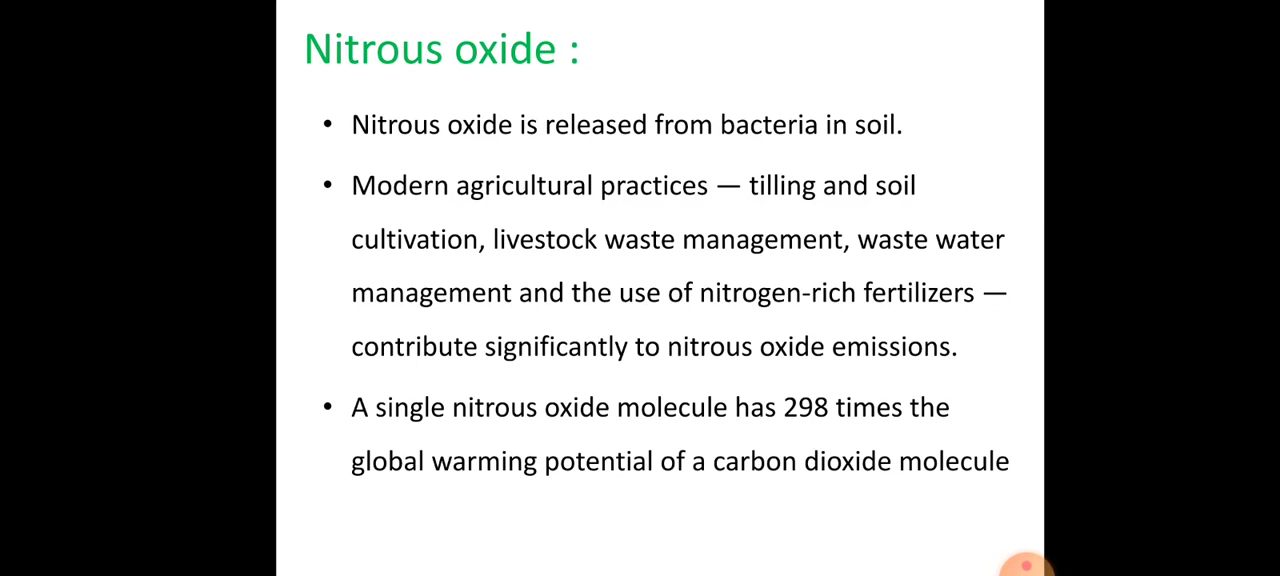 Nitrous oxide :
• Nitrous oxide is released from bacteria in soil.
• Modern agricultural practices — tilling and soil
cultivation, livestock waste management, waste water
management and the use of nitrogen-rich fertilizers —
contribute significantly to nitrous oxide emissions.
• A single nitrous oxide molecule has 298 times the
global warming potential of a carbon dioxide molecule